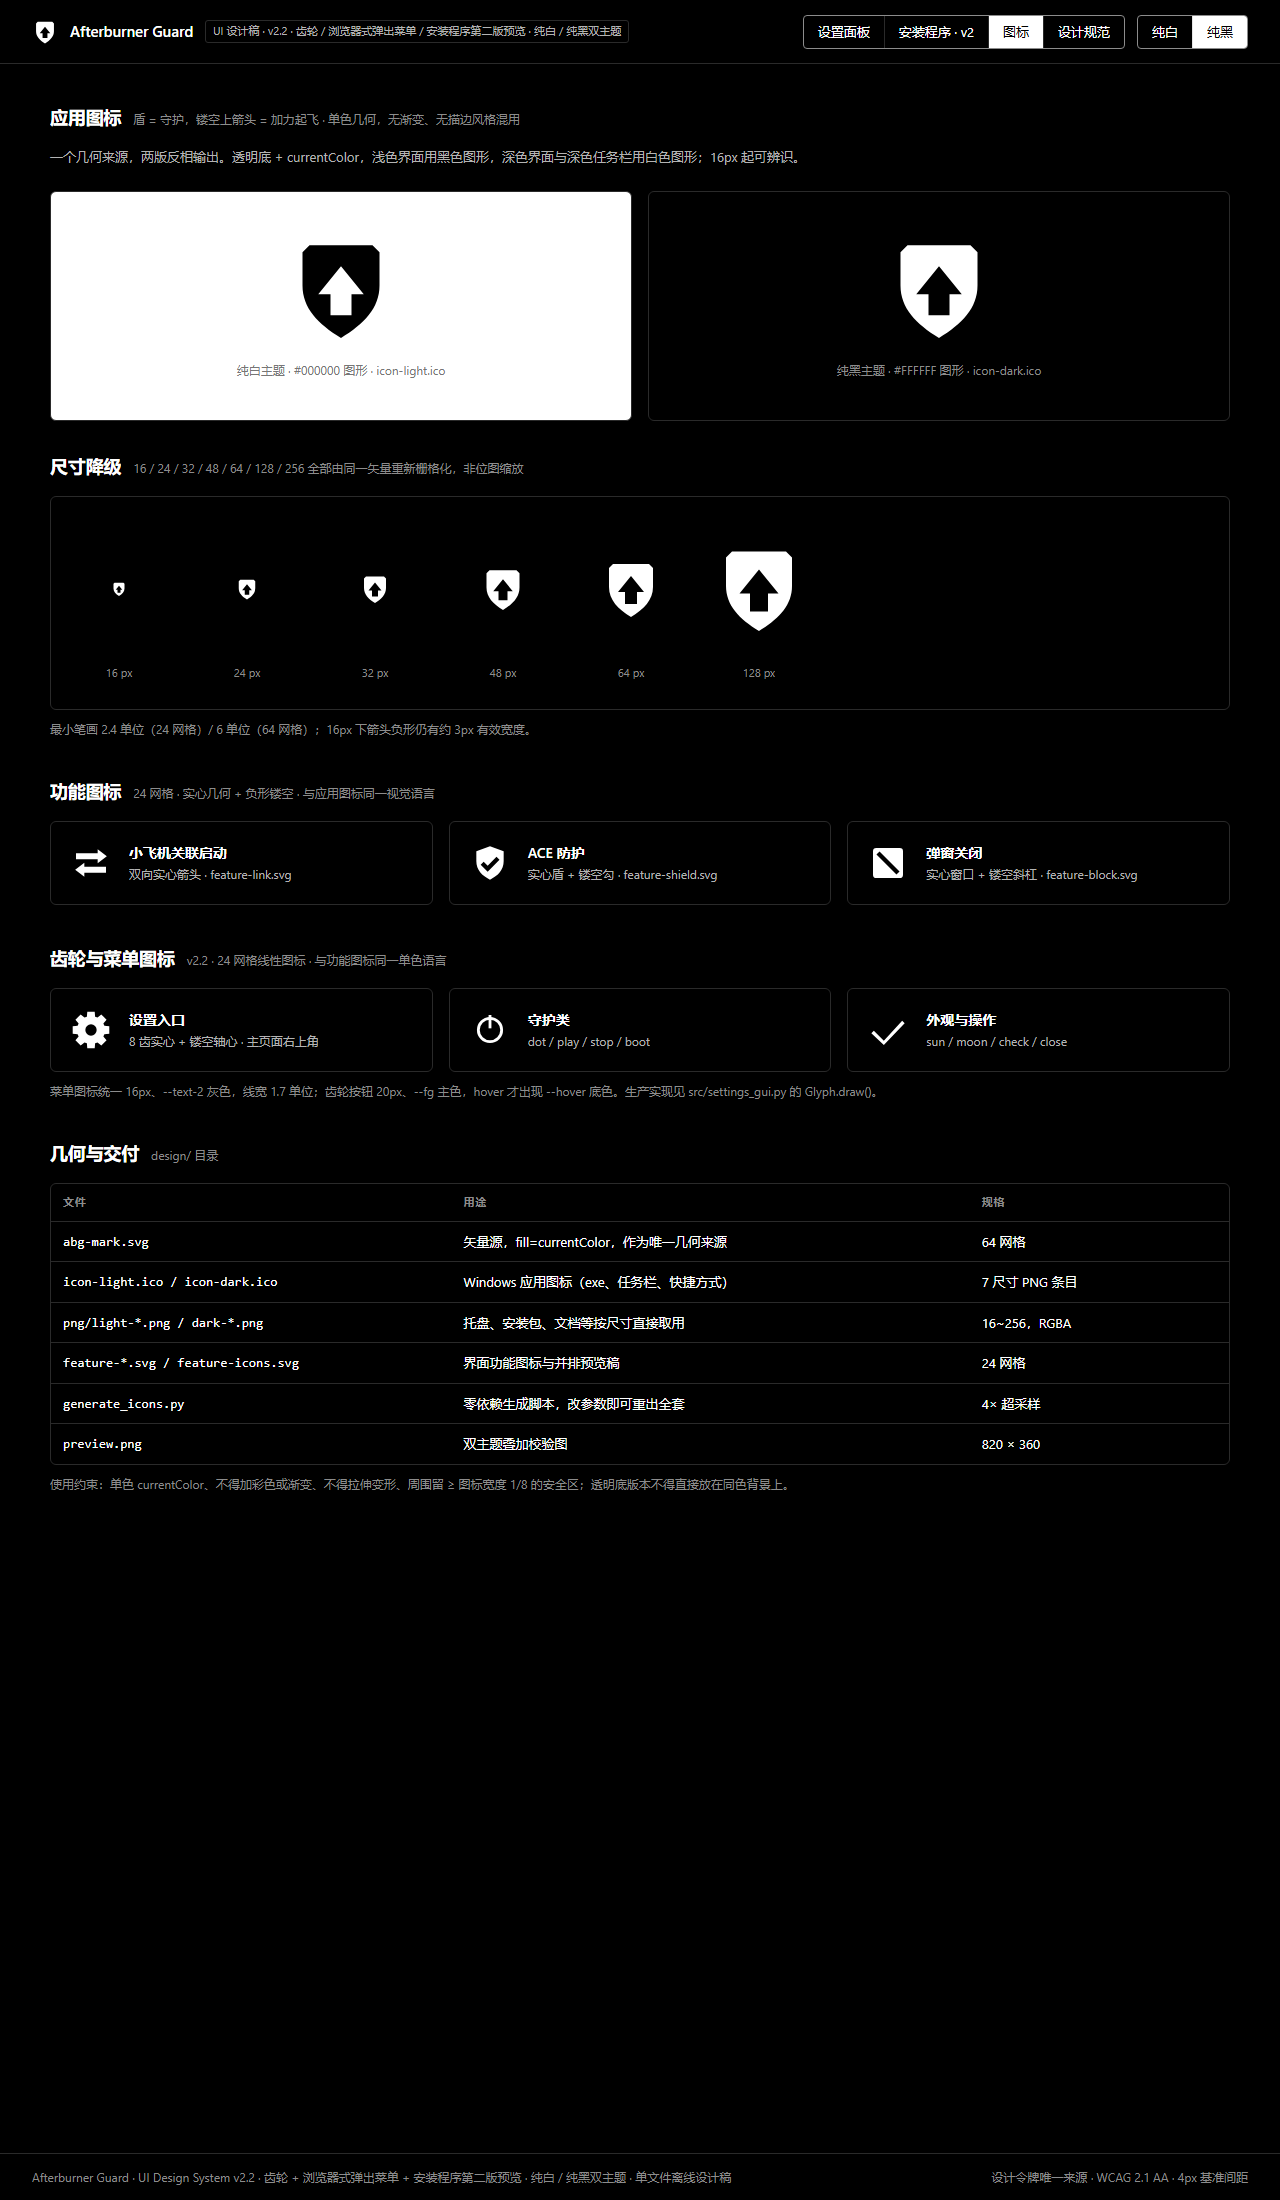 Afterburner Guard
UI 设计稿 · v2.2 · 齿轮 / 浏览器式弹出菜单 / 安装程序第二版预览 · 纯白 / 纯黑双主题
设置面板 安装程序 · v2 图标 设计规范 纯白 纯黑
应用图标 盾 = 守护，镂空上箭头 = 加力起飞 · 单色几何，无渐变、无描边风格混用
一个几何来源，两版反相输出。透明底 + currentColor，浅色界面用黑色图形，深色界面与深色任务栏用白色图形；16px 起可辨识。
纯白主题 · #000000 图形 · icon-light.ico
纯黑主题 · #FFFFFF 图形 · icon-dark.ico
尺寸降级 16 / 24 / 32 / 48 / 64 / 128 / 256 全部由同一矢量重新栅格化，非位图缩放
16 px 24 px 32 px 48 px 64 px 128 px
最小笔画 2.4 单位（24 网格）/ 6 单位（64 网格）；16px 下箭头负形仍有约 3px 有效宽度。
功能图标 24 网格 · 实心几何 + 负形镂空 · 与应用图标同一视觉语言
小飞机关联启动
双向实心箭头 · feature-link.svg
ACE 防护
实心盾 + 镂空勾 · feature-shield.svg
弹窗关闭
实心窗口 + 镂空斜杠 · feature-block.svg
齿轮与菜单图标 v2.2 · 24 网格线性图标 · 与功能图标同一单色语言
设置入口
8 齿实心 + 镂空轴心 · 主页面右上角
守护类
dot / play / stop / boot
外观与操作
sun / moon / check / close
菜单图标统一 16px、--text-2 灰色，线宽 1.7 单位；齿轮按钮 20px、--fg 主色，hover 才出现 --hover 底色。生产实现见 src/settings_gui.py 的 Glyph.draw()。
几何与交付 design/ 目录
文件 用途 规格
abg-mark.svg 矢量源，fill=currentColor，作为唯一几何来源 64 网格
icon-light.ico / icon-dark.ico Windows 应用图标（exe、任务栏、快捷方式） 7 尺寸 PNG 条目
png/light-*.png / dark-*.png 托盘、安装包、文档等按尺寸直接取用 16~256，RGBA
feature-*.svg / feature-icons.svg 界面功能图标与并排预览稿 24 网格
generate_icons.py 零依赖生成脚本，改参数即可重出全套 4× 超采样
preview.png 双主题叠加校验图 820 × 360
使用约束：单色 currentColor、不得加彩色或渐变、不得拉伸变形、周围留 ≥ 图标宽度 1/8 的安全区；透明底版本不得直接放在同色背景上。
Afterburner Guard · UI Design System v2.2 · 齿轮 + 浏览器式弹出菜单 + 安装程序第二版预览 · 纯白 / 纯黑双主题 · 单文件离线设计稿
设计令牌唯一来源 · WCAG 2.1 AA · 4px 基准间距